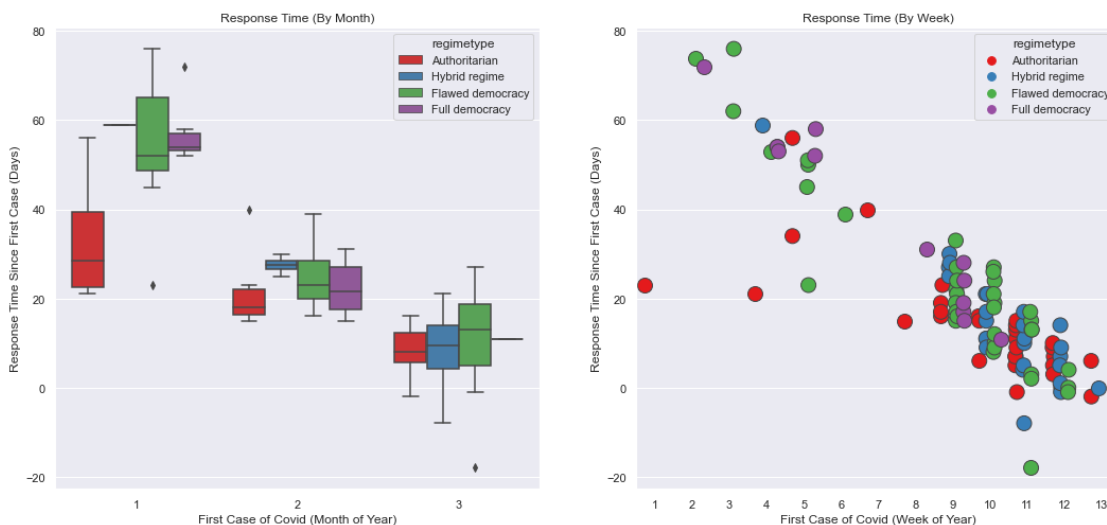 Response Time (By Month)
80
60
40
20
0
−20
Response Time Since First Case (Days)
regimetype
Authoritarian
Hybrid regime
Flawed democracy
Full democracy
1 2 3
First Case of Covid (Month of Year)
Response Time (By Week)
80
60
40
20
0
−20
Response Time Since First Case (Days)
regimetype
Authoritarian
Hybrid regime
Flawed democracy
Full democracy
1 2 3 4 5 6 7 8 9 10 11 12 13
First Case of Covid (Week of Year)